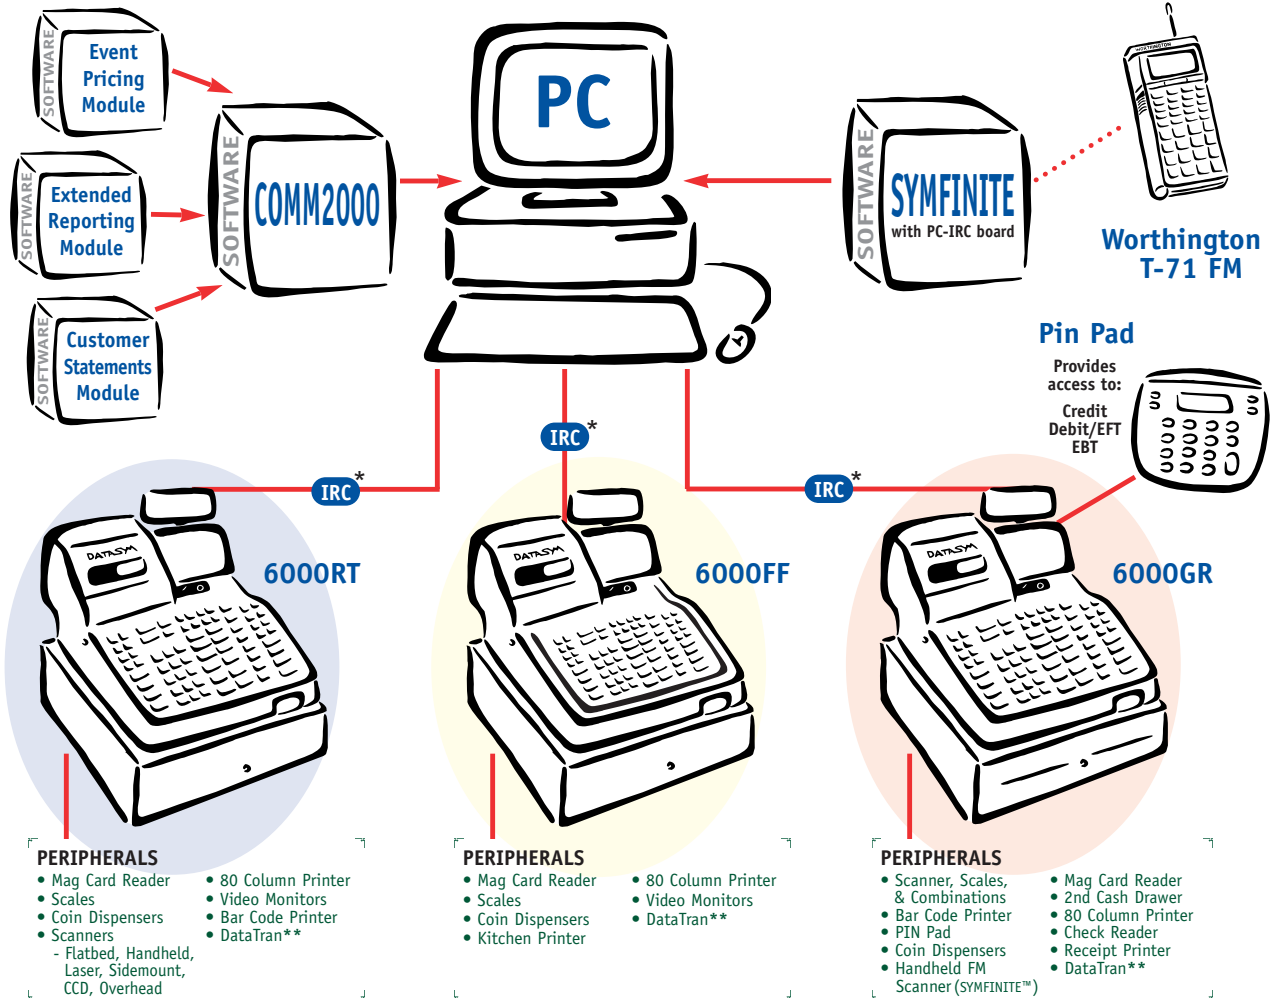 SOFTWARE
Event
Pricing
Module
SOFTWARE
Extended
Reporting
Module
SOFTWARE
Customer
Statements
Module
SOFTWARE
COMM2000
PC
SOFTWARE
SYMFINITE
with PC-IRC board
WORTHINGTON
Worthington
T-71 FM
Pin Pad
Provides
access to:
Credit
Debit/EFT
EBT
IRC*
IRC*
IRC*
DATASYM
6000RT
DATASYM
6000FF
DATASYM
6000GR
PERIPHERALS
• Mag Card Reader
• Scales
• Coin Dispensers
• Scanners
- Flatbed, Handheld,
Laser, Sidemount,
CCD, Overhead
• 80 Column Printer
• Video Monitors
• Bar Code Printer
• DataTran**
PERIPHERALS
• Mag Card Reader
• Scales
• Coin Dispensers
• Kitchen Printer
• 80 Column Printer
• Video Monitors
• DataTran**
PERIPHERALS
• Scanner, Scales,
& Combinations
• Bar Code Printer
• PIN Pad
• Coin Dispensers
• Handheld FM
Scanner (SYMFINITE™)
• Mag Card Reader
• 2nd Cash Drawer
• 80 Column Printer
• Check Reader
• Receipt Printer
• DataTran**